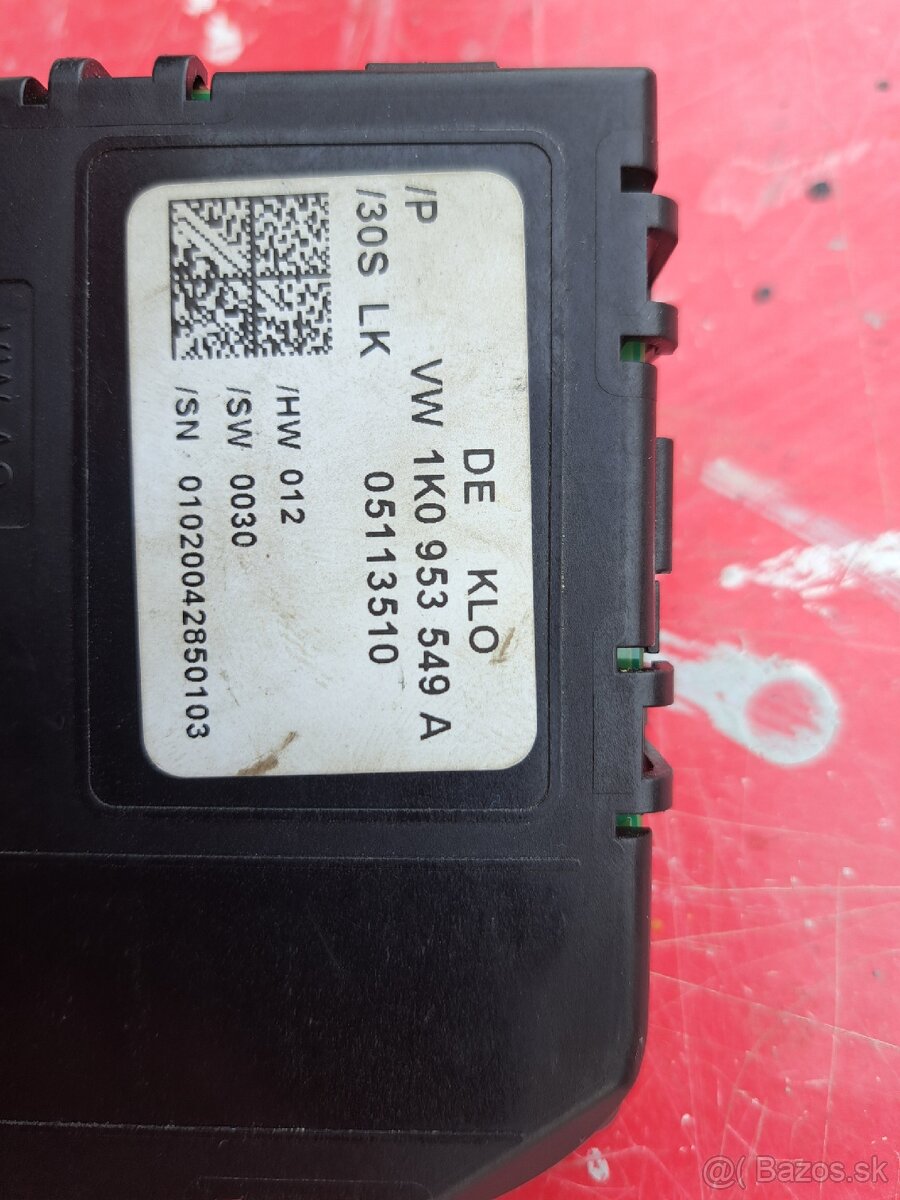 DE KLO
/P VW 1K0 953 549 A
/30S LK 05113510
/HW 012
/SW 0030
/SN 01020042850103
@( Bazos.sk